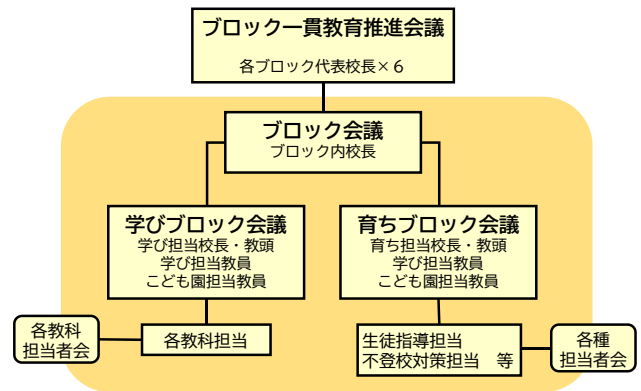 ブロック一貫教育推進会議
各ブロック代表校長×６
ブロック会議
ブロック内校長
学びブロック会議
学び担当校長・教頭
学び担当教員
こども園担当教員
育ちブロック会議
育ち担当校長・教頭
学び担当教員
こども園担当教員
各教科
担当者会
各教科担当
生徒指導担当
不登校対策担当　等
各種
担当者会